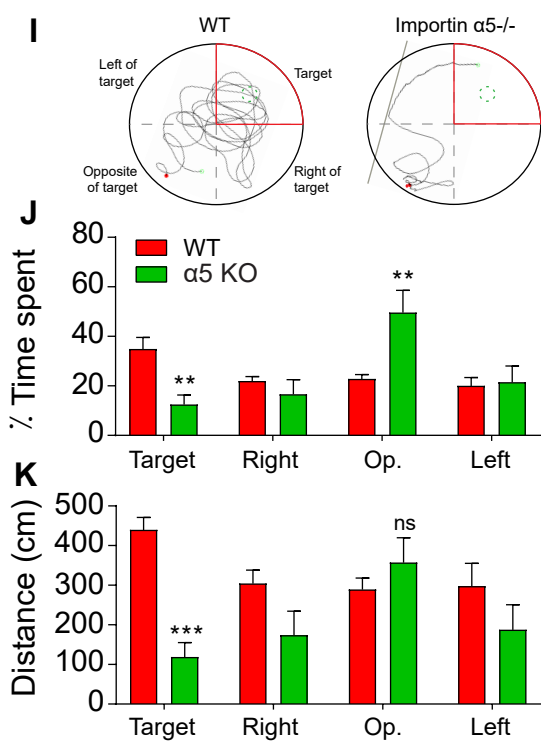 I
WT
Importin α5-/-
Left of
target
Target
Opposite
of target
Right of
target
J
% Time spent
80
60
40
20
0
WT
α5 KO
**
**
Target
Right
Op.
Left
K
Distance (cm)
500
400
300
200
100
0
***
ns
Target
Right
Op.
Left